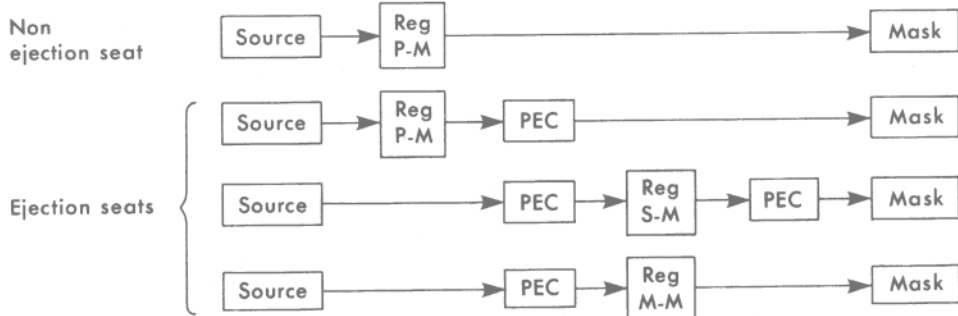 Non
ejection seat
Source
Reg
P-M
Mask
Ejection seats
Source
Reg
P-M
PEC
Mask
Source
PEC
Reg
S-M
PEC
Mask
Source
PEC
Reg
M-M
Mask